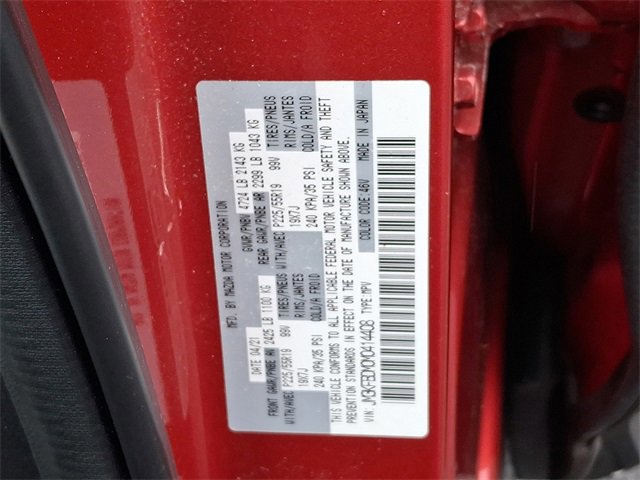 MFD. BY MAZDA MOTOR CORPORATION
DATE 04/21 GVWR/PNBV 4724 LB 2143 KG
FRONT GAWR/PNBE AV 2425 LB 1100 KG REAR GAWR/PNBE AR 2299 LB 1043 KG
TIRES/PNEUS TIRES/PNEUS
WITH/AVEC P225/55R19 99V RIMS/JANTES WITH/AVEC P225/55R19 99V RIMS/JANTES
19X7J COLD/A FROID 19X7J COLD/A FROID
240 KPA/35 PSI 240 KPA/35 PSI
THIS VEHICLE CONFORMS TO ALL APPLICABLE FEDERAL MOTOR VEHICLE SAFETY AND THEFT
PREVENTION STANDARDS IN EFFECT ON THE DATE OF MANUFACTURE SHOWN ABOVE.
VIN: TYPE: MPV COLOR CODE: 46V MADE IN JAPAN